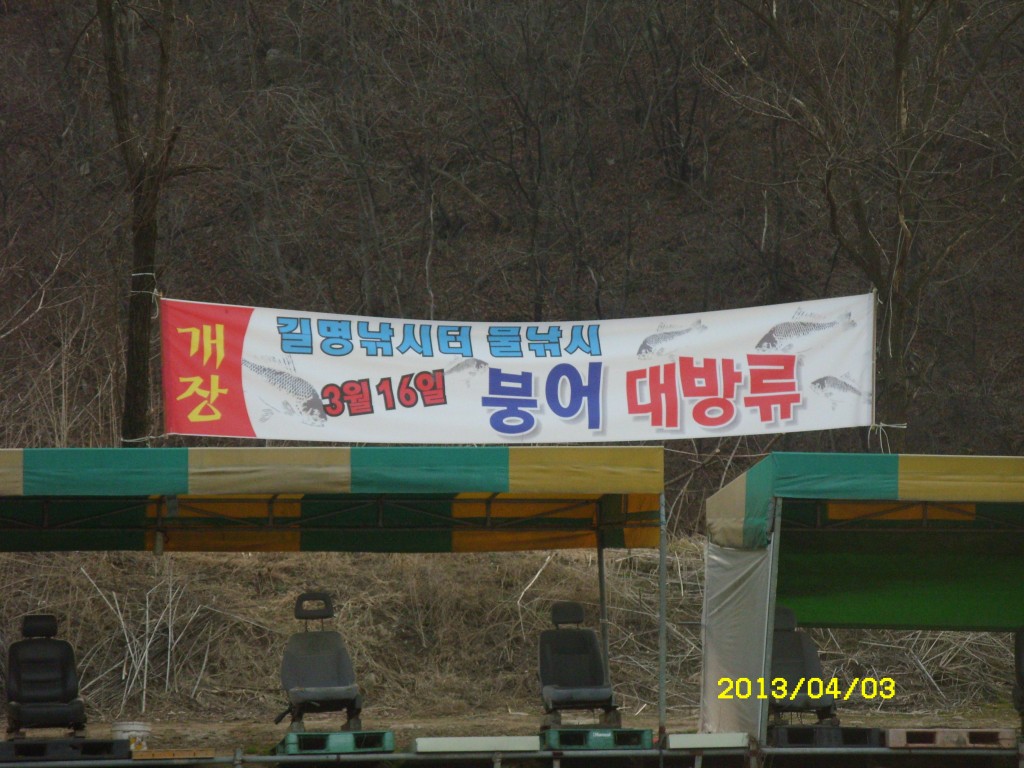 개장
길명낚시터 물낚시
3월 16일 붕어 대방류
2013/04/03